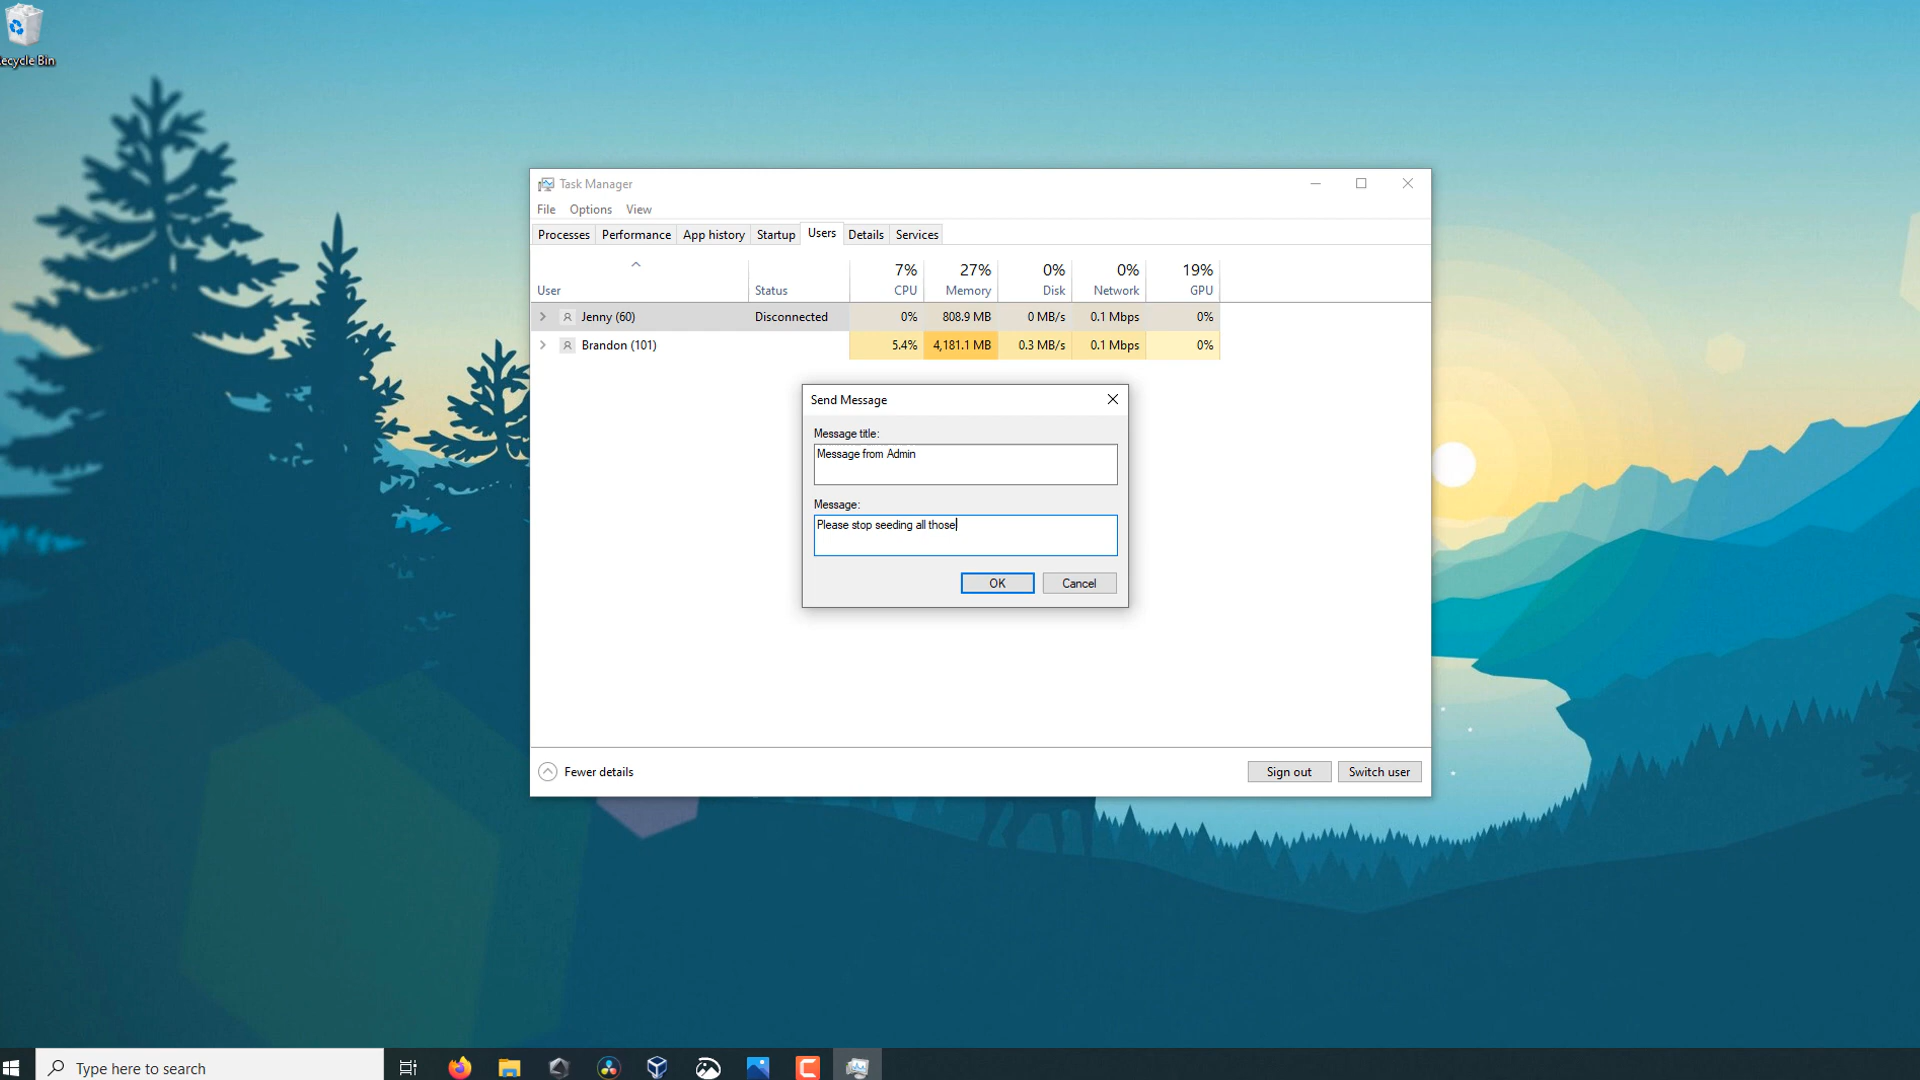 ecycle Bin
Task Manager
File Options View
Processes Performance App history Startup Users Details Services
7% 27% 0% 0% 19%
User Status CPU Memory Disk Network GPU
Jenny (60) Disconnected 0% 808.9 MB 0 MB/s 0.1 Mbps 0%
Brandon (101) 5.4% 4,181.1 MB 0.3 MB/s 0.1 Mbps 0%
Send Message
Message title:
Message from Admin
Message:
Please stop seeding all those
OK Cancel
Fewer details Sign out Switch user
Type here to search